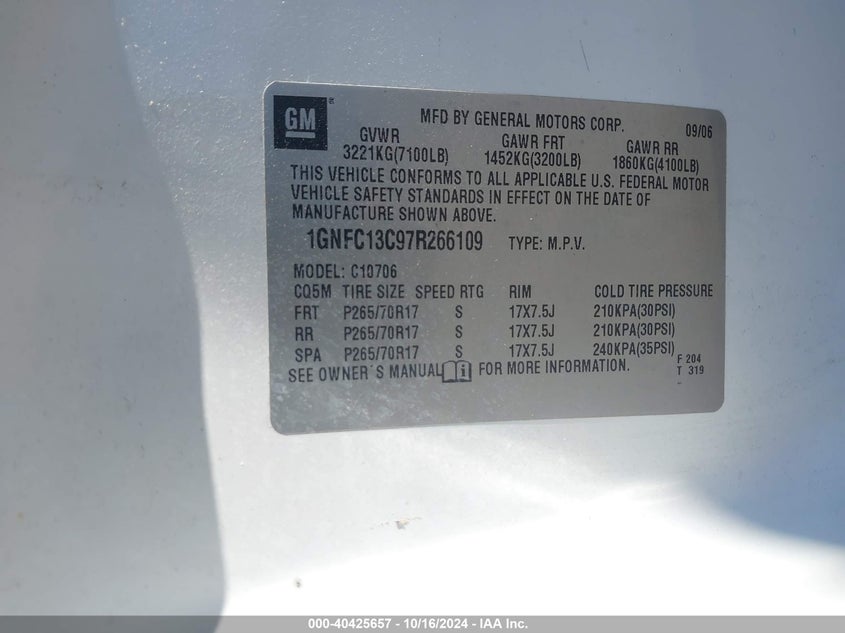 GM ®
MFD BY GENERAL MOTORS CORP. 09/06
GVWR GAWR FRT GAWR RR
3221KG(7100LB) 1452KG(3200LB) 1860KG(4100LB)
THIS VEHICLE CONFORMS TO ALL APPLICABLE U.S. FEDERAL MOTOR
VEHICLE SAFETY STANDARDS IN EFFECT ON THE DATE OF
MANUFACTURE SHOWN ABOVE.
1GNFC13C97R266109 TYPE: M.P.V.
MODEL: C10706
CQ5M TIRE SIZE SPEED RTG RIM COLD TIRE PRESSURE
FRT P265/70R17 S 17X7.5J 210KPA(30PSI)
RR P265/70R17 S 17X7.5J 210KPA(30PSI)
SPA P265/70R17 S 17X7.5J 240KPA(35PSI)
SEE OWNER'S MANUAL FOR MORE INFORMATION.
F 204
T 319
000-40425657 - 10/16/2024 - IAA Inc.